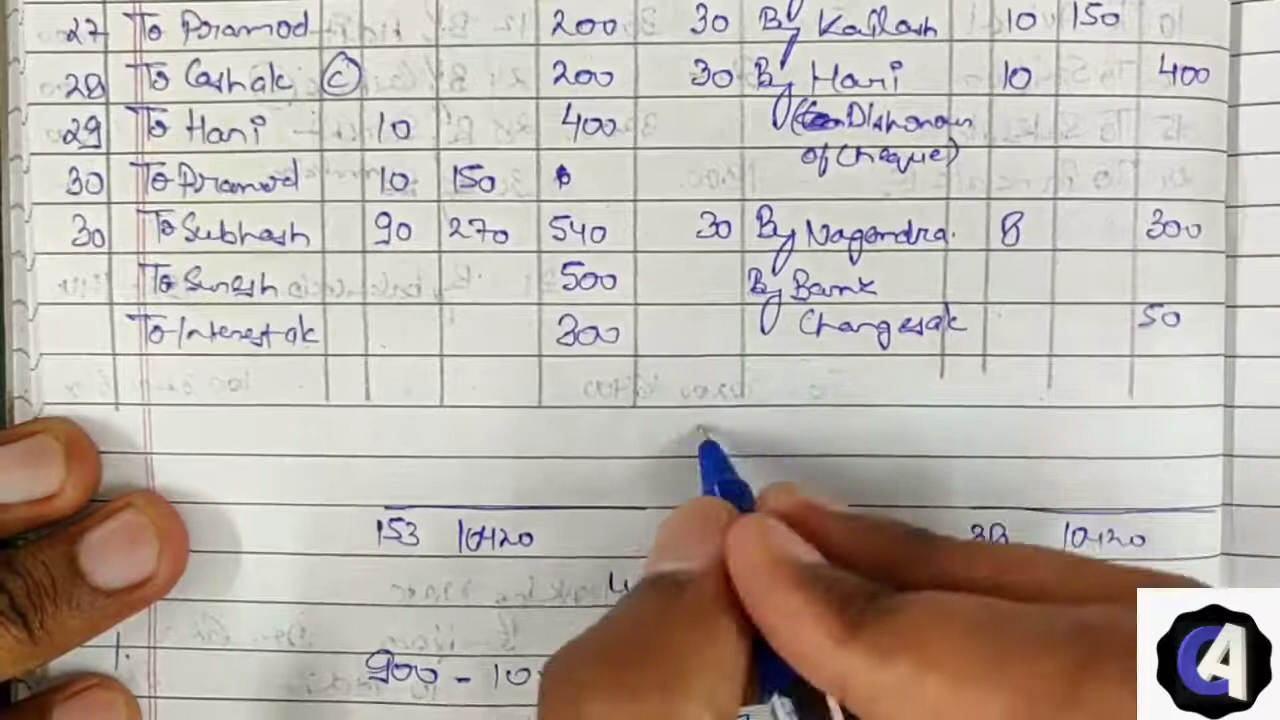 27 To Pramod 200 30 By Kailash 10 150
28 To Cash a/c C 200 30 By Hari 10 400
29 To Hari 10 400 (Dishonour
of Cheque)
30 To Pramod 10 150
30 To Subhash 90 270 540 30 By Nagendra. 8 300
To Suresh 500 By Bank
To Interest a/c 300 Charges a/c 50
153 10420 38 10420
1. 900 - 10
CA